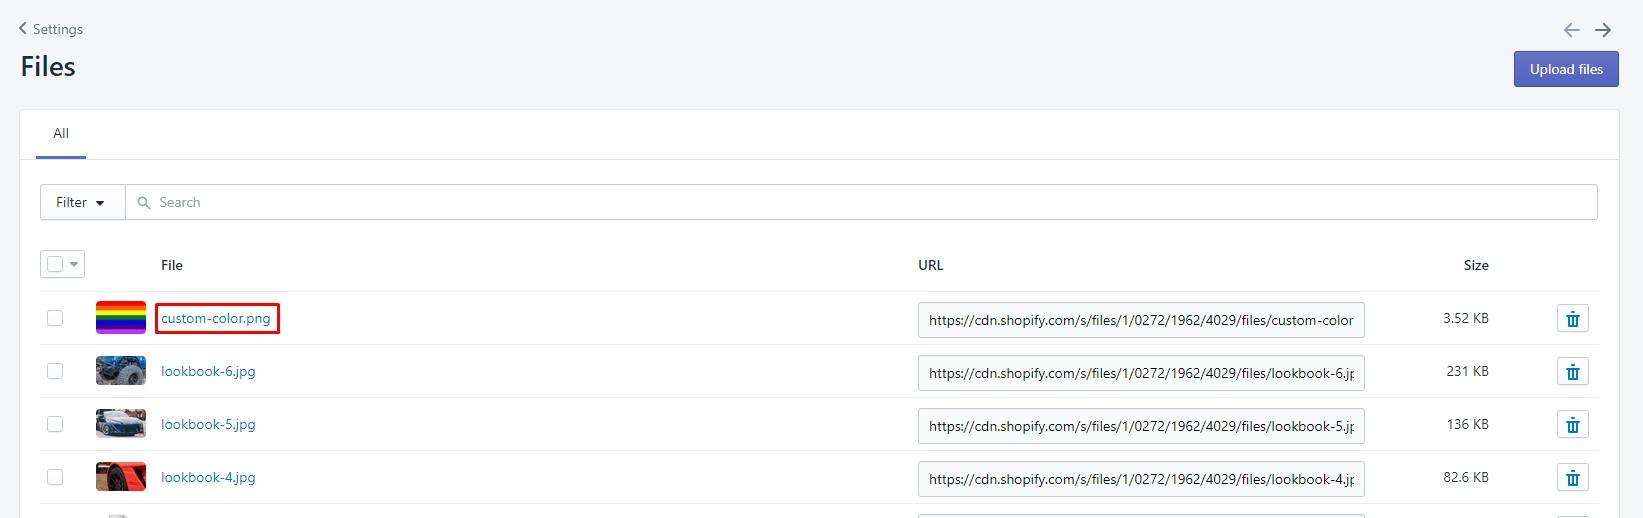 Settings
Files
Upload files
All
Filter Search
File URL Size
custom-color.png https://cdn.shopify.com/s/files/1/0272/1962/4029/files/custom-color 3.52 KB
lookbook-6.jpg https://cdn.shopify.com/s/files/1/0272/1962/4029/files/lookbook-6.jp 231 KB
lookbook-5.jpg https://cdn.shopify.com/s/files/1/0272/1962/4029/files/lookbook-5.jp 136 KB
lookbook-4.jpg https://cdn.shopify.com/s/files/1/0272/1962/4029/files/lookbook-4.jp 82.6 KB